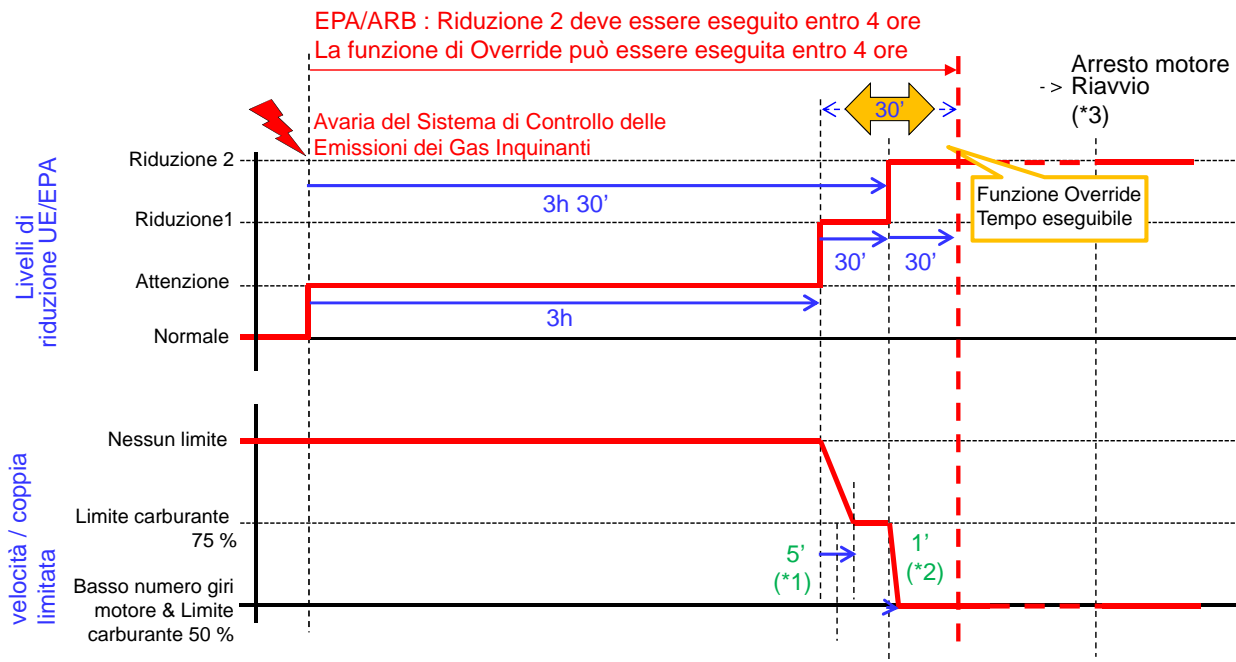 EPA/ARB : Riduzione 2 deve essere eseguito entro 4 ore
La funzione di Override può essere eseguita entro 4 ore
Arresto motore
-> Riavvio
(*3)
30’
Avaria del Sistema di Controllo delle
Emissioni dei Gas Inquinanti
Livelli di
riduzione UE/EPA
Riduzione 2
3h 30’
Funzione Override
Tempo eseguibile
Riduzione1
30’
30’
Attenzione
3h
Normale
velocità / coppia
limitata
Nessun limite
Limite carburante
75 %
5’
(*1)
1’
(*2)
Basso numero giri
motore & Limite
carburante 50 %